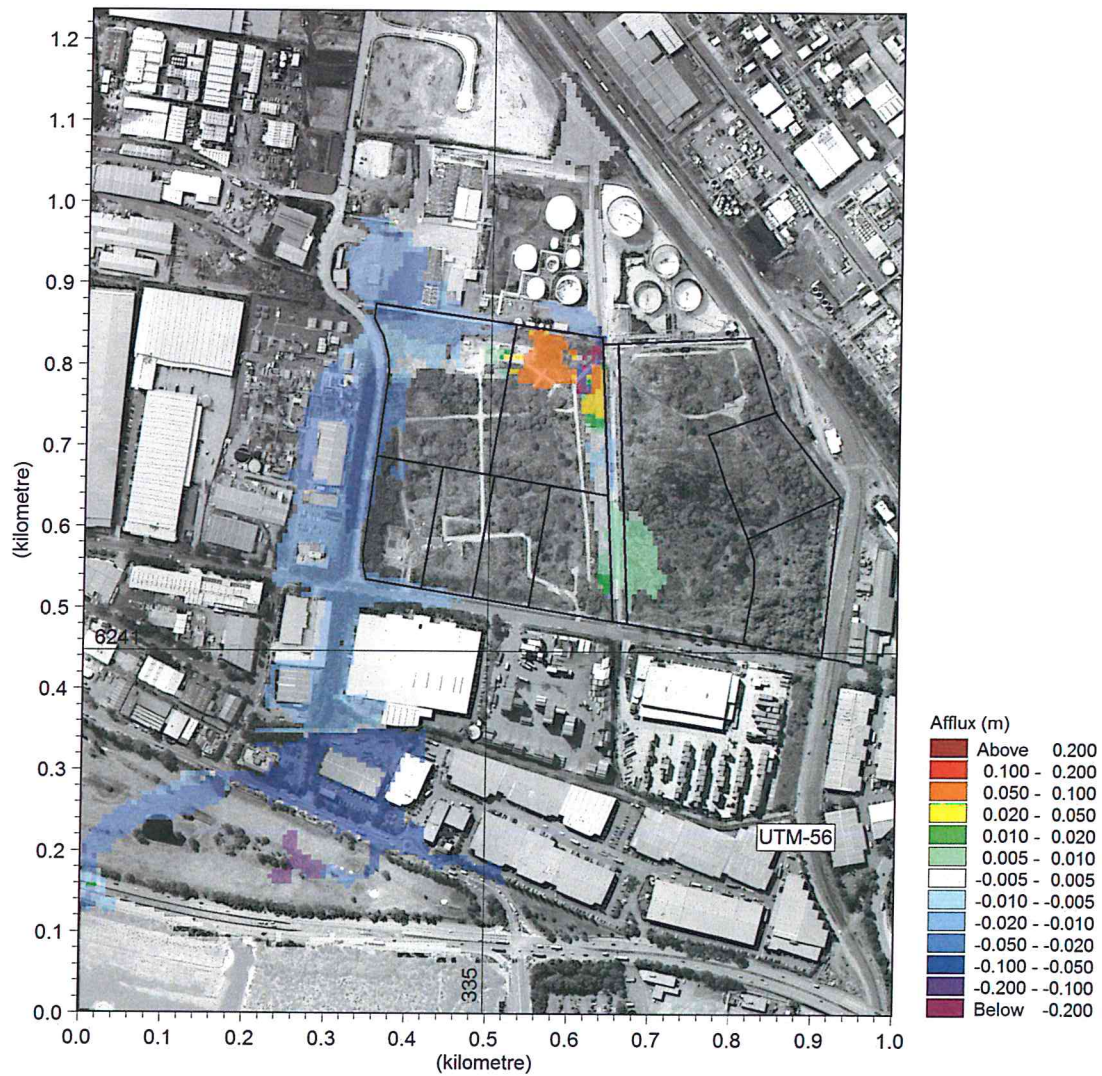 1.2
1.1
1.0
0.9
0.8
0.7
0.6
0.5
0.4
0.3
0.2
0.1
0.0
(kilometre)
6241
335
UTM-56
0.0 0.1 0.2 0.3 0.4 0.5 0.6 0.7 0.8 0.9 1.0
(kilometre)
Afflux (m)
Above 0.200
0.100 - 0.200
0.050 - 0.100
0.020 - 0.050
0.010 - 0.020
0.005 - 0.010
-0.005 - 0.005
-0.010 - -0.005
-0.020 - -0.010
-0.050 - -0.020
-0.100 - -0.050
-0.200 - -0.100
Below -0.200